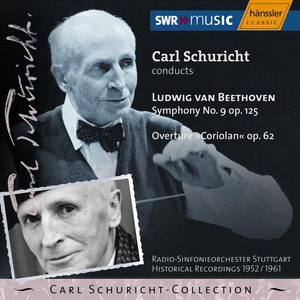 SWR»MUSIC
hänssler
CLASSIC
Carl Schuricht
conducts
Ludwig van Beethoven
Symphony No. 9 op. 125
Overture »Coriolan« op. 62
Carl Schuricht.
Radio-Sinfonieorchester Stuttgart
Historical Recordings 1952/1961
Carl Schuricht-Collection